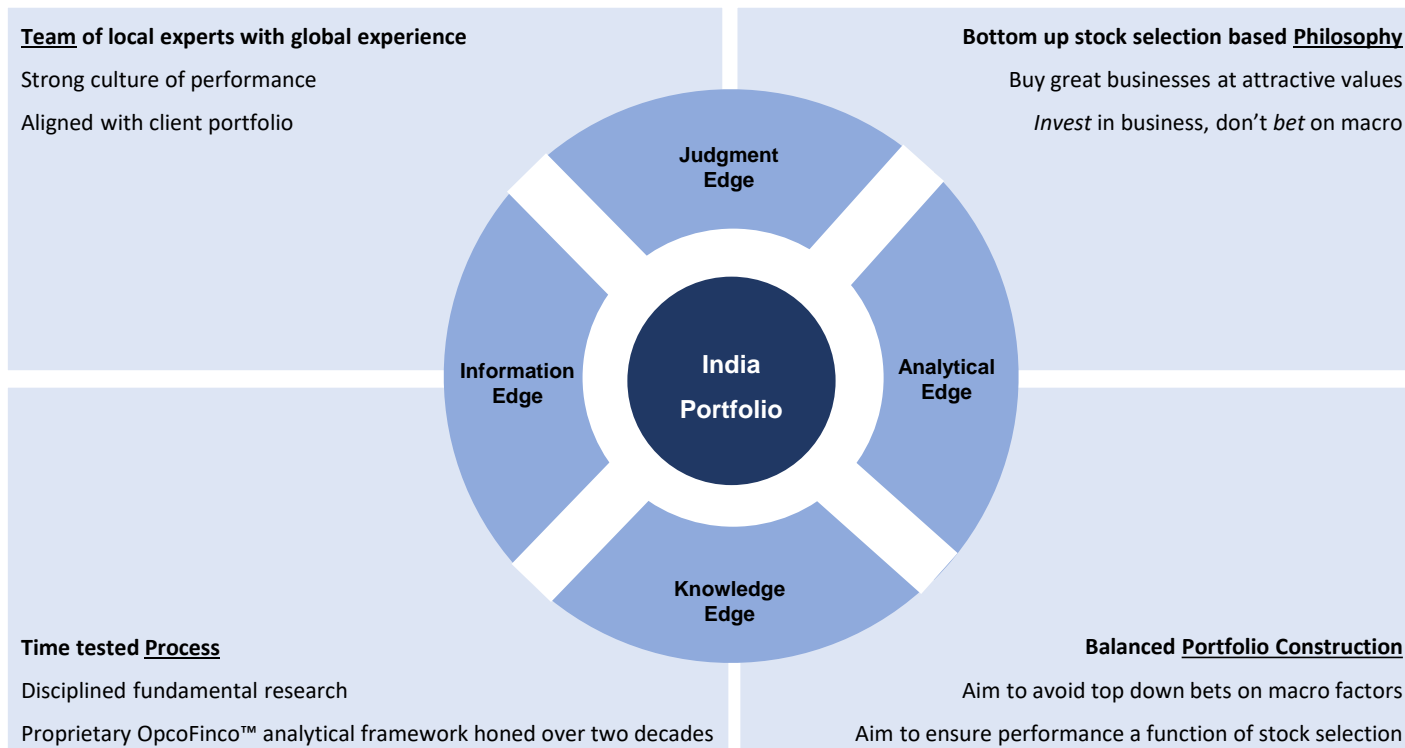 Team of local experts with global experience
Strong culture of performance
Aligned with client portfolio
Bottom up stock selection based Philosophy
Buy great businesses at attractive values
Invest in business, don’t bet on macro
Judgment
Edge
Information
Edge
India
Portfolio
Analytical
Edge
Knowledge
Edge
Time tested Process
Disciplined fundamental research
Proprietary OpcoFinco™ analytical framework honed over two decades
Balanced Portfolio Construction
Aim to avoid top down bets on macro factors
Aim to ensure performance a function of stock selection